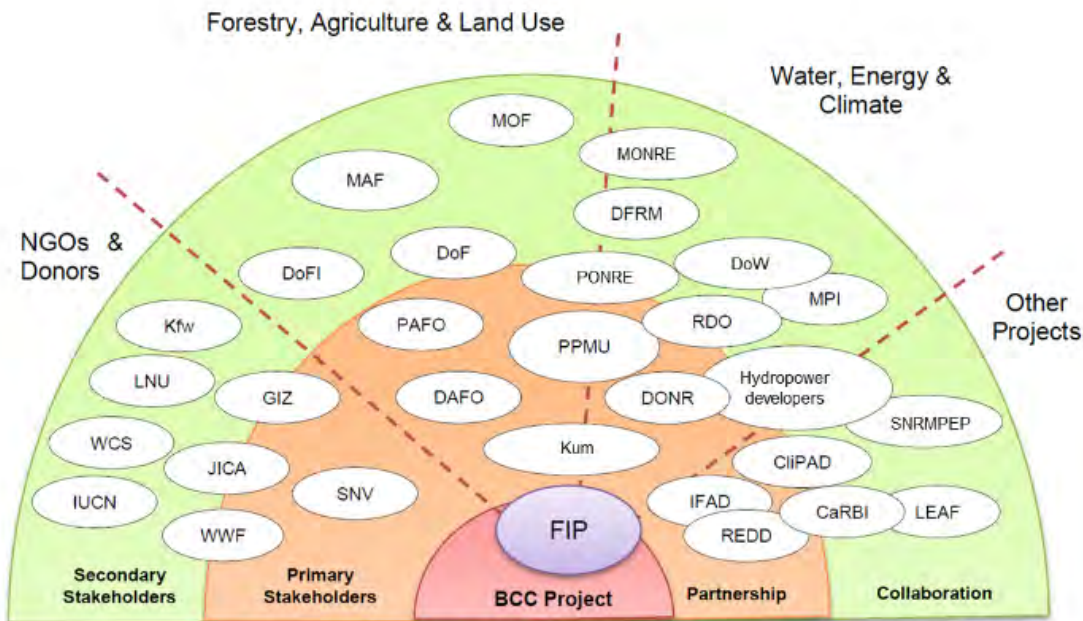 Forestry, Agriculture & Land Use
Water, Energy &
Climate
NGOs &
Donors
Other
Projects
MOF
MONRE
MAF
DFRM
DoF
DoW
DoFI
PONRE
MPI
Kfw
PAFO
RDO
PPMU
LNU
GIZ
DAFO
DONR
Hydropower
developers
SNRMPEP
WCS
Kum
JICA
CliPAD
IUCN
SNV
IFAD
CaRBI
LEAF
WWF
FIP
REDD
Secondary
Stakeholders
Primary
Stakeholders
BCC Project
Partnership
Collaboration